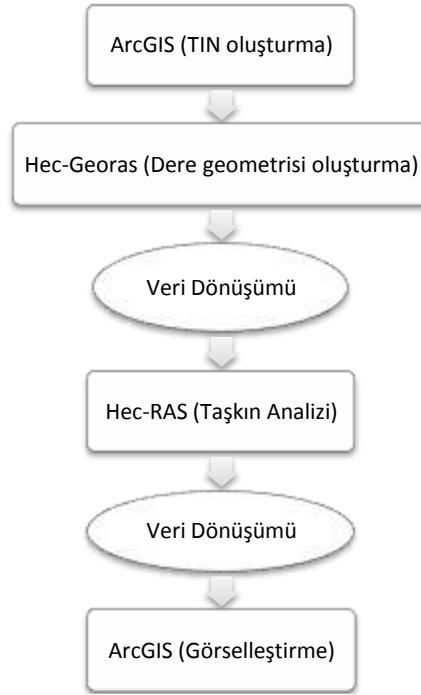 ArcGIS (TIN oluşturma)
Hec-Georas (Dere geometrisi oluşturma)
Veri Dönüşümü
Hec-RAS (Taşkın Analizi)
Veri Dönüşümü
ArcGIS (Görselleştirme)